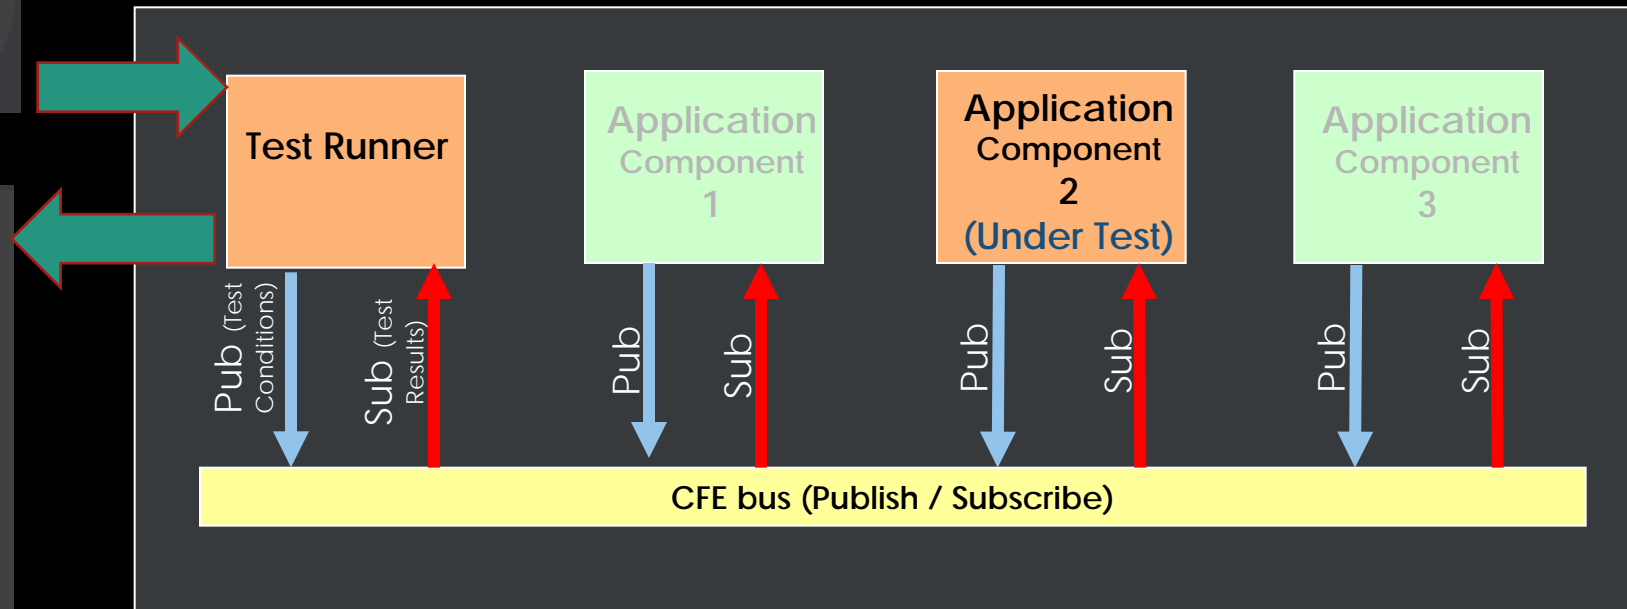 Test Runner
Application
Component
1
Application
Component
2
(Under Test)
Application
Component
3
Pub (Test
Conditions)
Sub (Test
Results)
Pub
Sub
Pub
Sub
Pub
Sub
CFE bus (Publish / Subscribe)